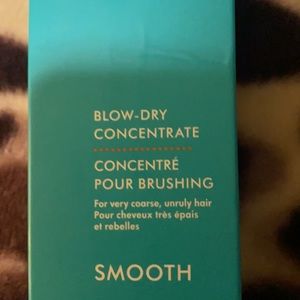 BLOW-DRY
CONCENTRATE
CONCENTRÉ
POUR BRUSHING
For very coarse, unruly hair
Pour cheveux très épais
et rebelles
SMOOTH